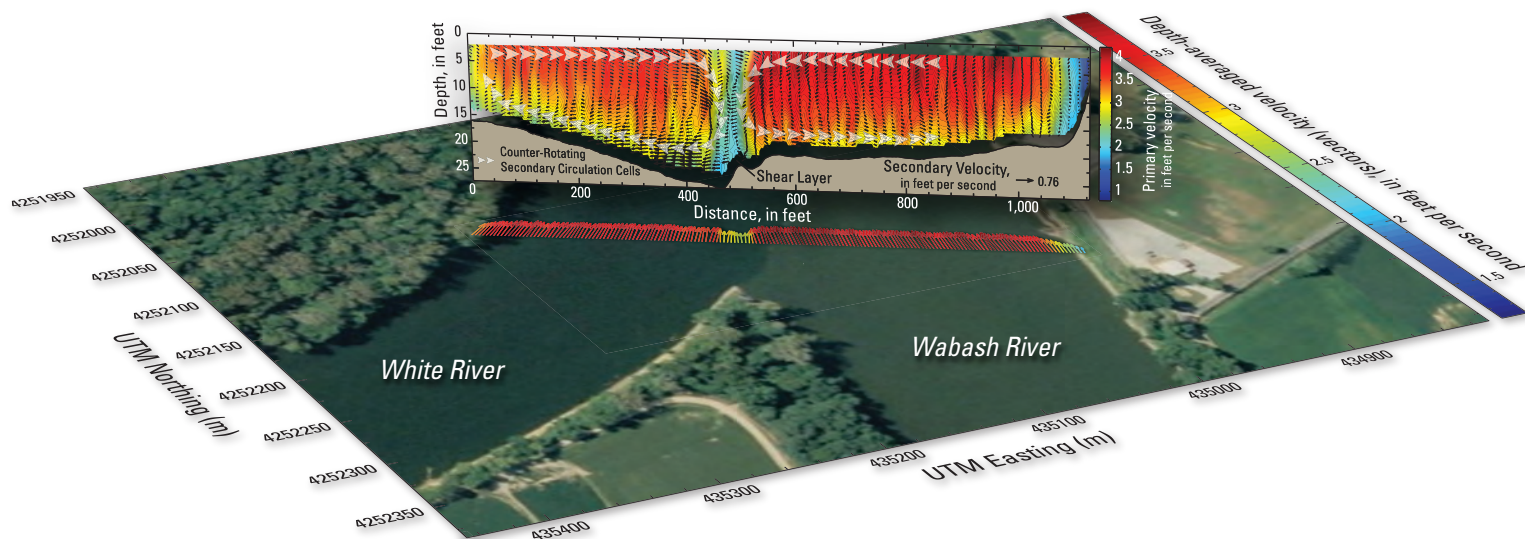 0
5
10
15
20
25
Depth, in feet
Counter-Rotating
Secondary Circulation Cells
Shear Layer
Secondary Velocity,
in feet per second
0.76
0
200
400
600
800
1,000
Distance, in feet
4
3.5
3
2.5
2
1.5
1
Primary velocity
in feet per second
Depth-averaged velocity (vectors), in feet per second
3.5
3
2.5
2
1.5
White River
Wabash River
4251950
4252000
4252050
4252100
4252150
4252200
4252250
4252300
4252350
UTM Northing (m)
435400
435300
435200
435100
435000
434900
UTM Easting (m)